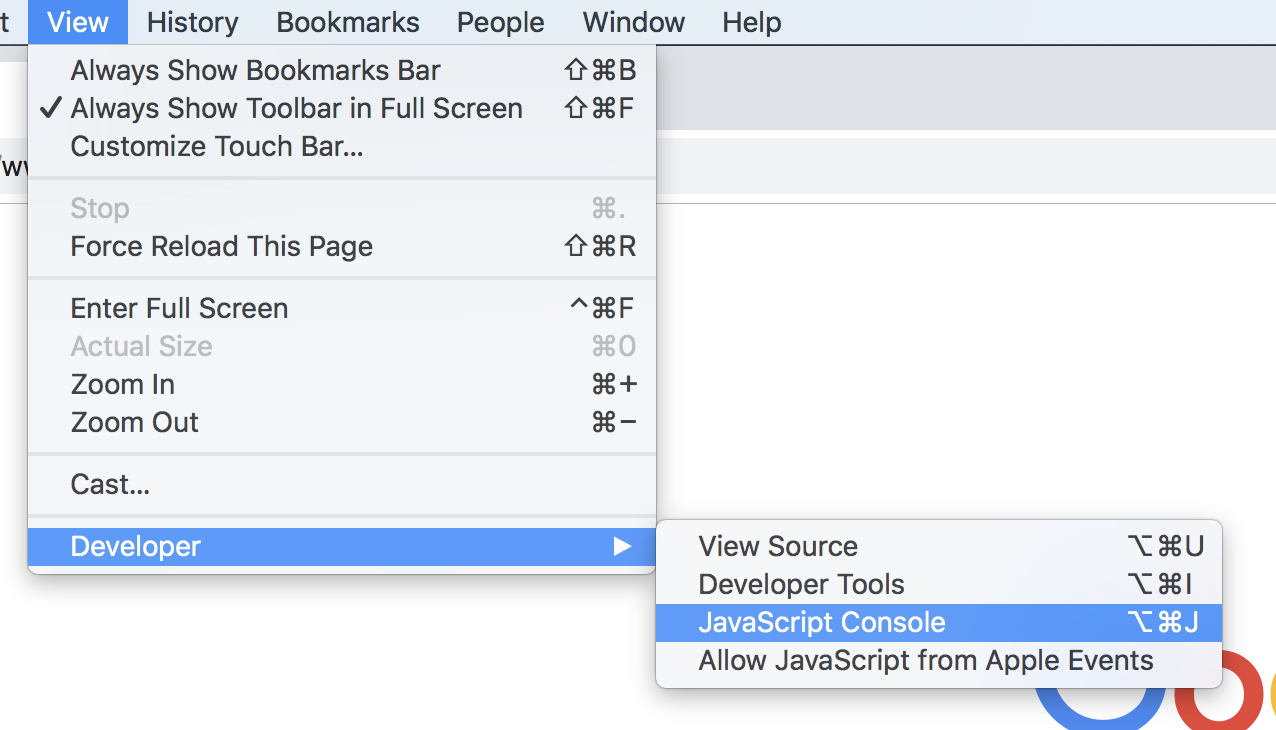 t View History Bookmarks People Window Help
Always Show Bookmarks Bar ⇧⌘B
✓ Always Show Toolbar in Full Screen ⇧⌘F
Customize Touch Bar...
Stop ⌘.
Force Reload This Page ⇧⌘R
Enter Full Screen ^⌘F
Actual Size ⌘0
Zoom In ⌘+
Zoom Out ⌘−
Cast...
Developer ▶
View Source ⌥⌘U
Developer Tools ⌥⌘I
JavaScript Console ⌥⌘J
Allow JavaScript from Apple Events